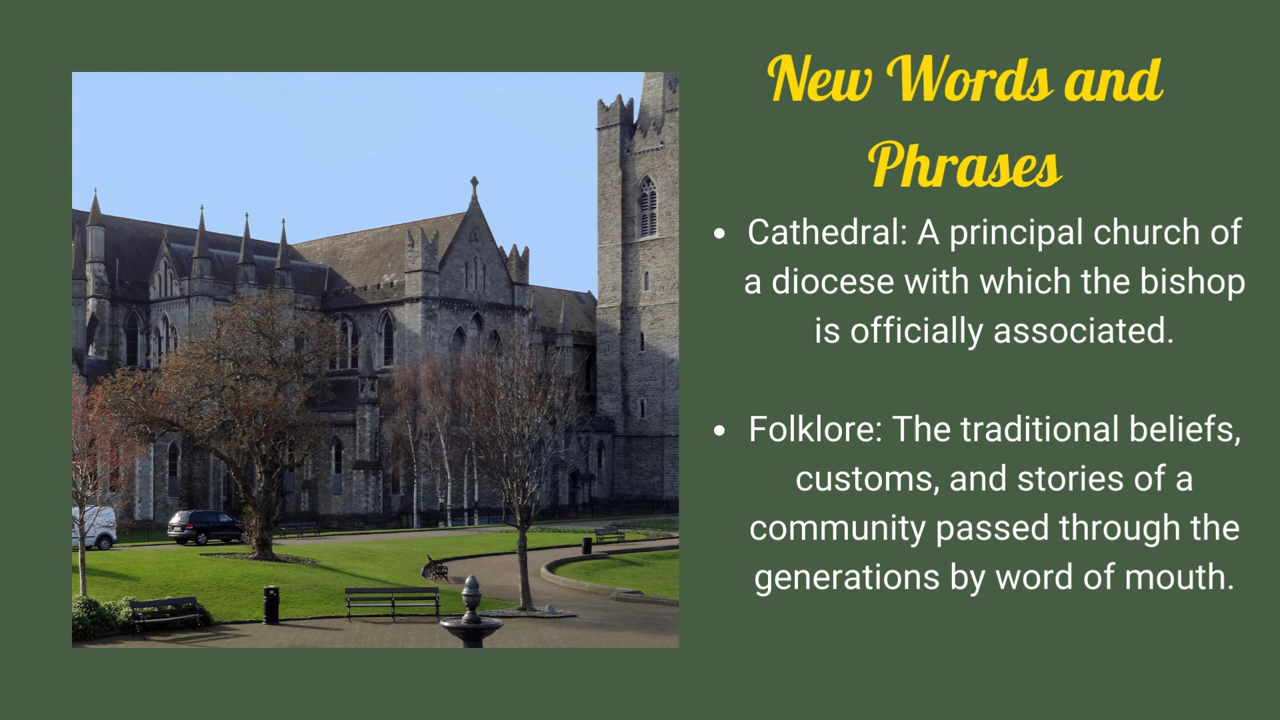 New Words and
Phrases
• Cathedral: A principal church of
a diocese with which the bishop
is officially associated.
• Folklore: The traditional beliefs,
customs, and stories of a
community passed through the
generations by word of mouth.